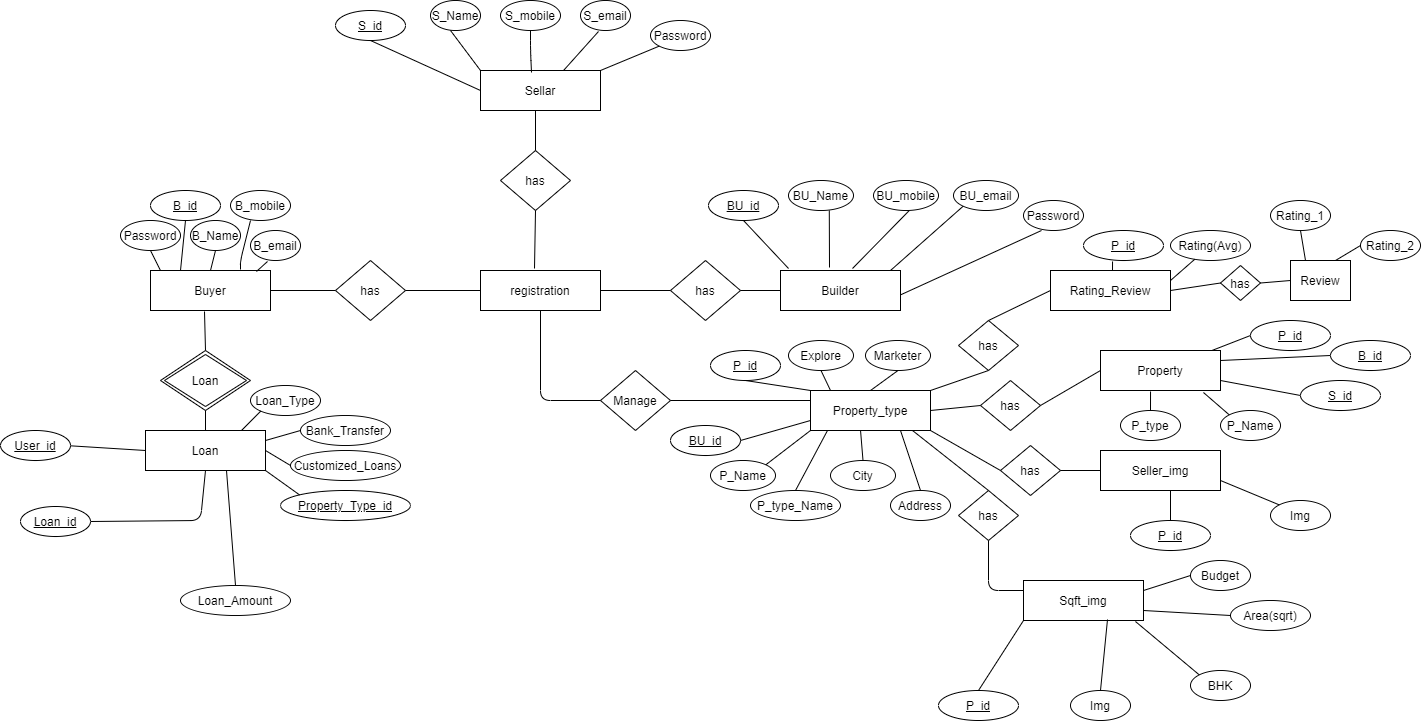 S_id
S_Name
S_mobile
S_email
Password
Sellar
has
B_id
B_mobile
Password
B_Name
B_email
Buyer
has
registration
has
BU_id
BU_Name
BU_mobile
BU_email
Password
Builder
P_id
Rating(Avg)
Rating_Review
has
Rating_1
Rating_2
Review
has
Loan
Loan
Loan_Type
Bank_Transfer
Customized_Loans
Property_Type_id
User_id
Loan_id
Loan_Amount
Manage
P_id
Explore
Marketer
Property_type
BU_id
P_Name
P_type_Name
City
Address
has
Property
P_id
B_id
S_id
P_type
P_Name
has
Seller_img
P_id
Img
has
Sqft_img
Budget
Area(sqrt)
BHK
Img
P_id